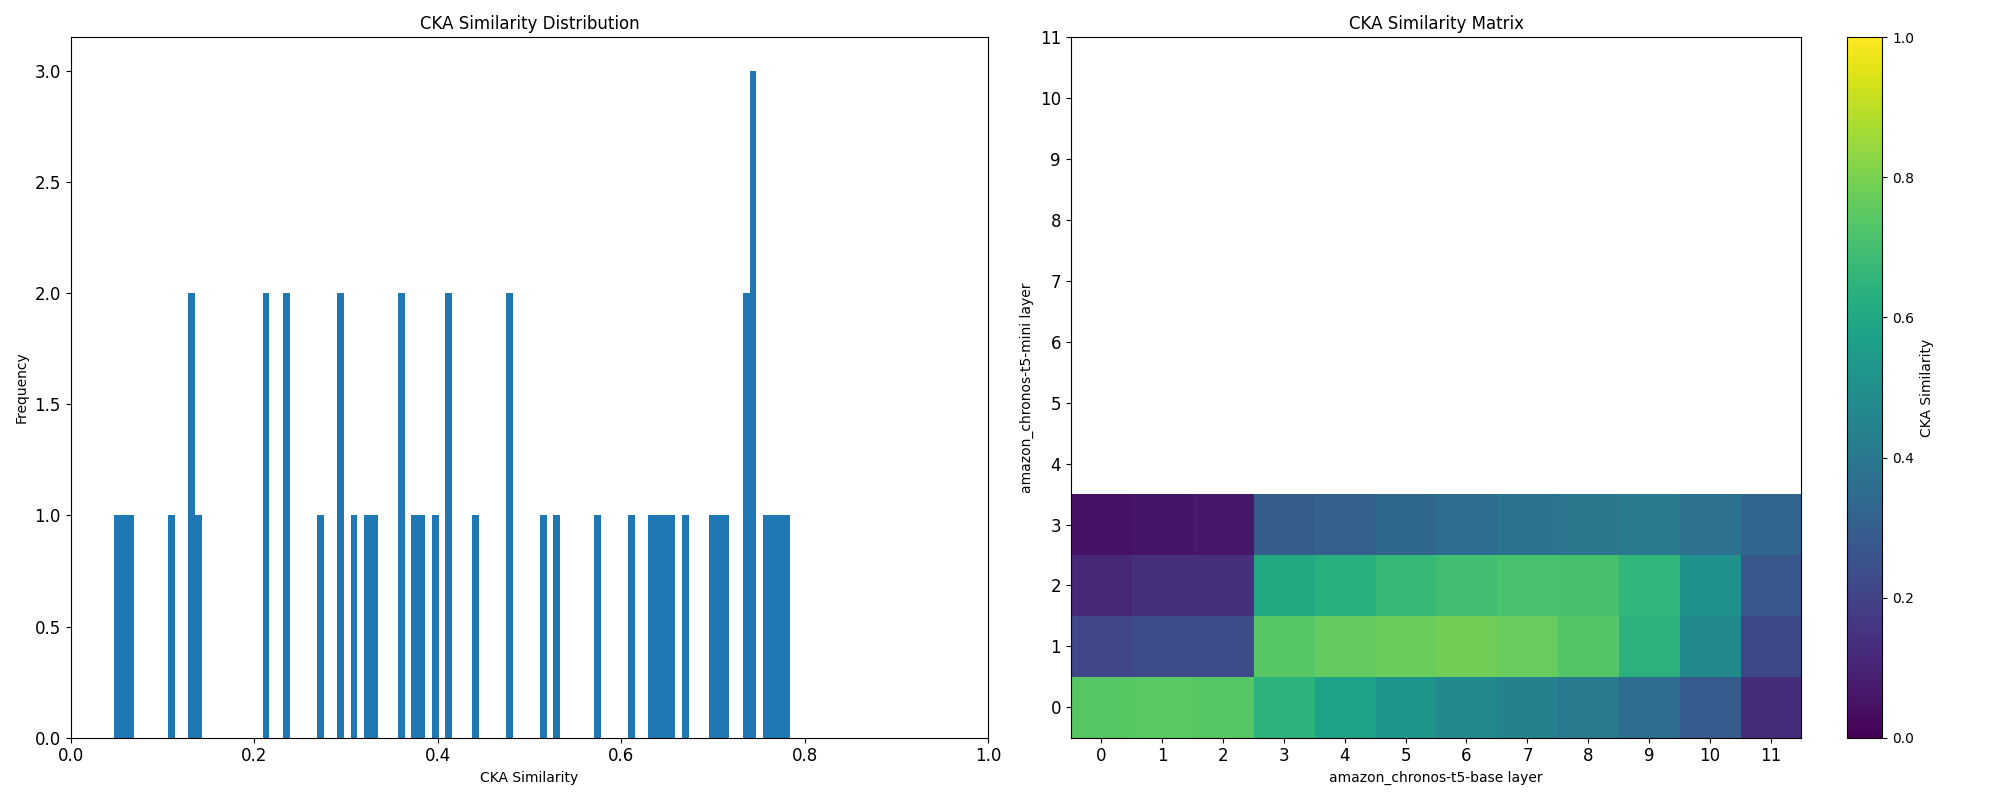 CKA Similarity Distribution
3.0
2.5
2.0
1.5
1.0
0.5
0.0
Frequency
0.0 0.2 0.4 0.6 0.8 1.0
CKA Similarity
CKA Similarity Matrix
11
10
9
8
7
6
5
4
3
2
1
0
amazon_chronos-t5-mini layer
0 1 2 3 4 5 6 7 8 9 10 11
amazon_chronos-t5-base layer
1.0
0.8
0.6
0.4
0.2
0.0
CKA Similarity